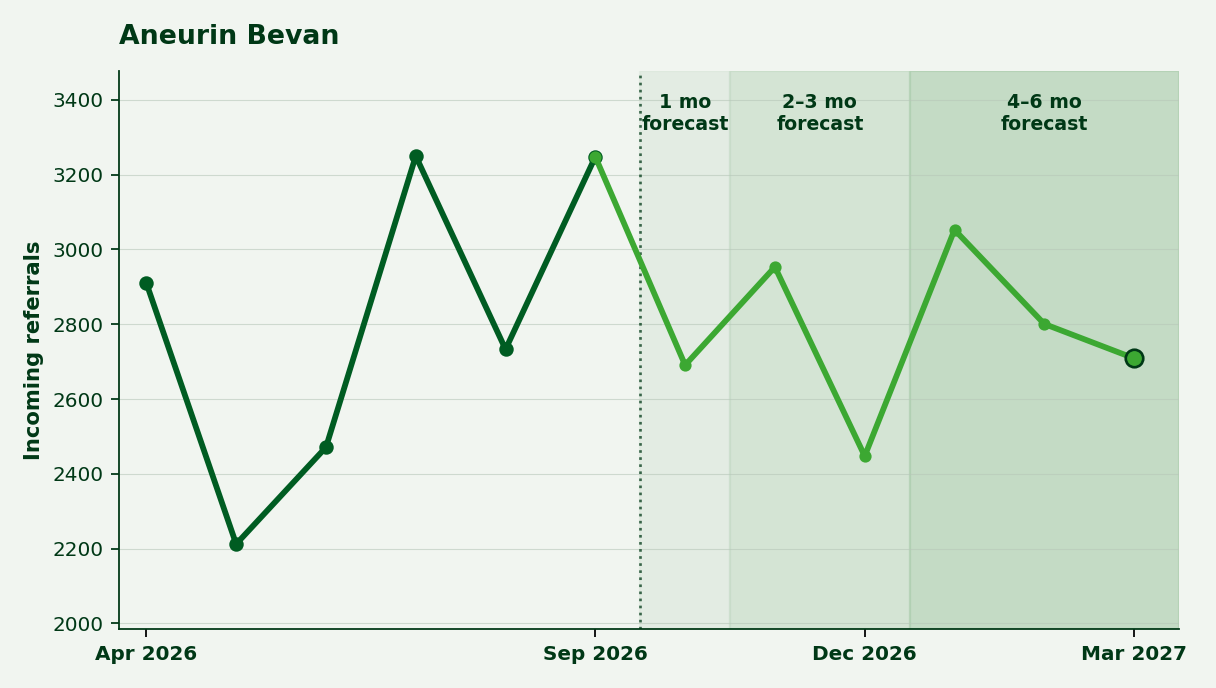 Aneurin Bevan
1 mo
forecast
2–3 mo
forecast
4–6 mo
forecast
Incoming referrals
3400
3200
3000
2800
2600
2400
2200
2000
Apr 2026
Sep 2026
Dec 2026
Mar 2027